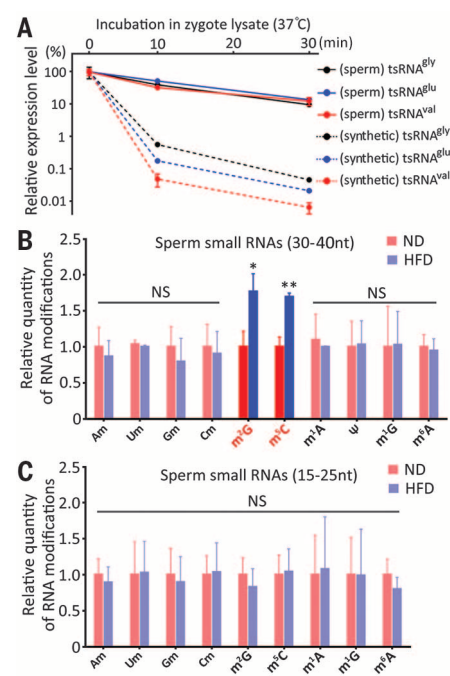 A
Incubation in zygote lysate (37℃)
0 10 20 30 (min)
Relative expression level
(%)
100
10
1
0.1
0.01
(sperm) tsRNAgly
(sperm) tsRNAglu
(sperm) tsRNAval
(synthetic) tsRNAgly
(synthetic) tsRNAglu
(synthetic) tsRNAval
B
Sperm small RNAs (30-40nt)
ND
HFD
Relative quantity
of RNA modifications
2.5
2.0
1.5
1.0
0.5
0
NS
*
**
NS
Am Um Gm Cm m²G m⁵C m¹A Ψ m¹G m⁶A
C
Sperm small RNAs (15-25nt)
ND
HFD
Relative quantity
of RNA modifications
2.5
2.0
1.5
1.0
0.5
0
NS
Am Um Gm Cm m²G m⁵C m¹A m¹G m⁶A